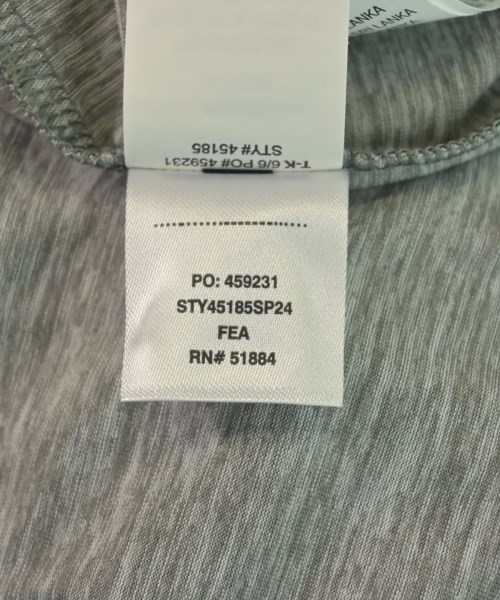 LANKA
LANKA
STY# 45185
T-K 6/6 PO# 459231
PO: 459231
STY45185SP24
FEA
RN# 51884